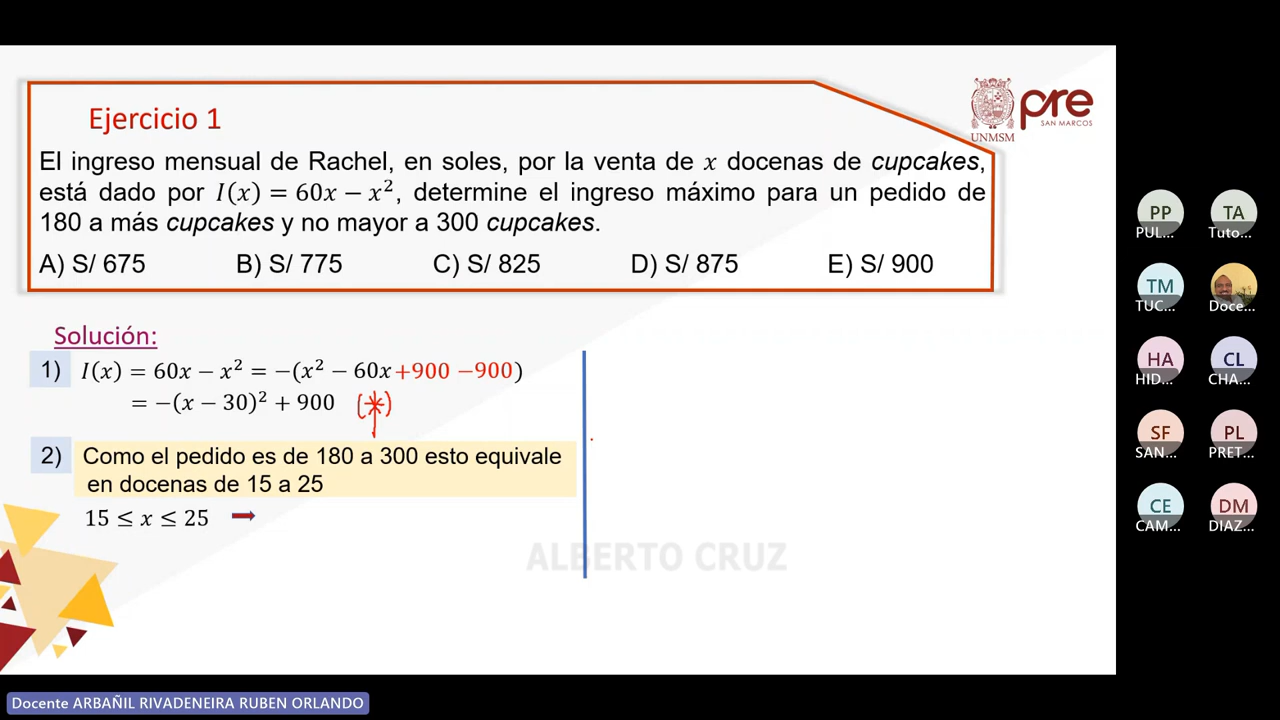 Ejercicio 1
pre
SAN MARCOS
UNMSM
El ingreso mensual de Rachel, en soles, por la venta de x docenas de cupcakes,
está dado por I(x) = 60x − x², determine el ingreso máximo para un pedido de
180 a más cupcakes y no mayor a 300 cupcakes.
A) S/ 675 B) S/ 775 C) S/ 825 D) S/ 875 E) S/ 900
Solución:
1) I(x) = 60x − x² = −(x² − 60x +900 −900)
= −(x − 30)² + 900 (*)
2) Como el pedido es de 180 a 300 esto equivale
en docenas de 15 a 25
15 ≤ x ≤ 25
ALBERTO CRUZ
PP TA
PUL... Tuto...
TM
TUC... Doce...
HA CL
HID... CHA...
SF PL
SAN... PRET...
CE DM
CAM... DIAZ...
Docente ARBAÑIL RIVADENEIRA RUBEN ORLANDO